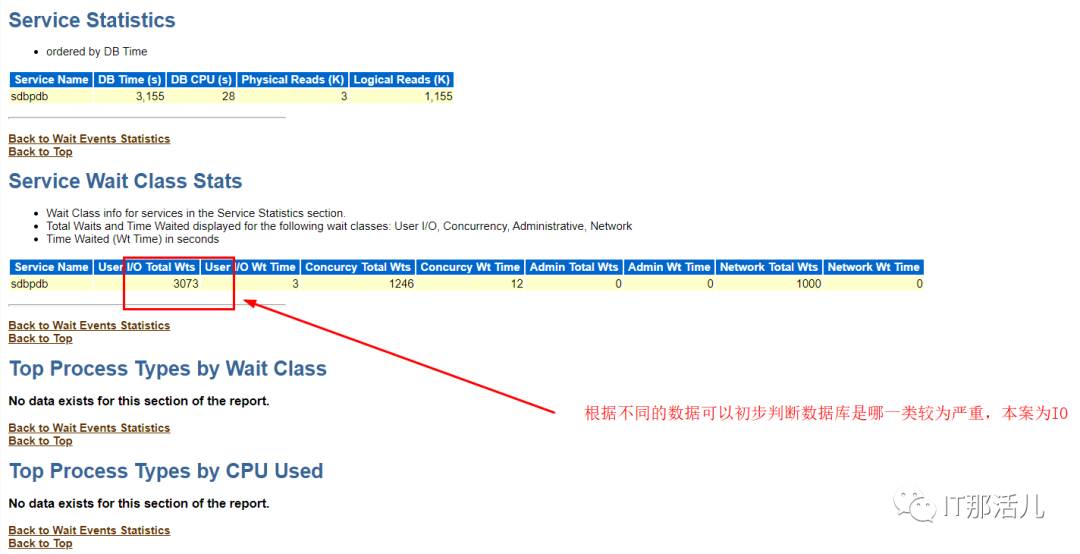 Service Statistics
• ordered by DB Time
Service Name DB Time (s) DB CPU (s) Physical Reads (K) Logical Reads (K)
sdbpdb 3,155 28 3 1,155
Back to Wait Events Statistics
Back to Top
Service Wait Class Stats
• Wait Class info for services in the Service Statistics section.
• Total Waits and Time Waited displayed for the following wait classes: User I/O, Concurrency, Administrative, Network
• Time Waited (Wt Time) in seconds
Service Name User I/O Total Wts User I/O Wt Time Concurcy Total Wts Concurcy Wt Time Admin Total Wts Admin Wt Time Network Total Wts Network Wt Time
sdbpdb 3073 3 1246 12 0 0 1000 0
Back to Wait Events Statistics
Back to Top
Top Process Types by Wait Class
No data exists for this section of the report.
根据不同的数据可以初步判断数据库是哪一类较为严重，本案为IO
Back to Wait Events Statistics
Back to Top
Top Process Types by CPU Used
No data exists for this section of the report.
IT那活儿
Back to Wait Events Statistics
Back to Top